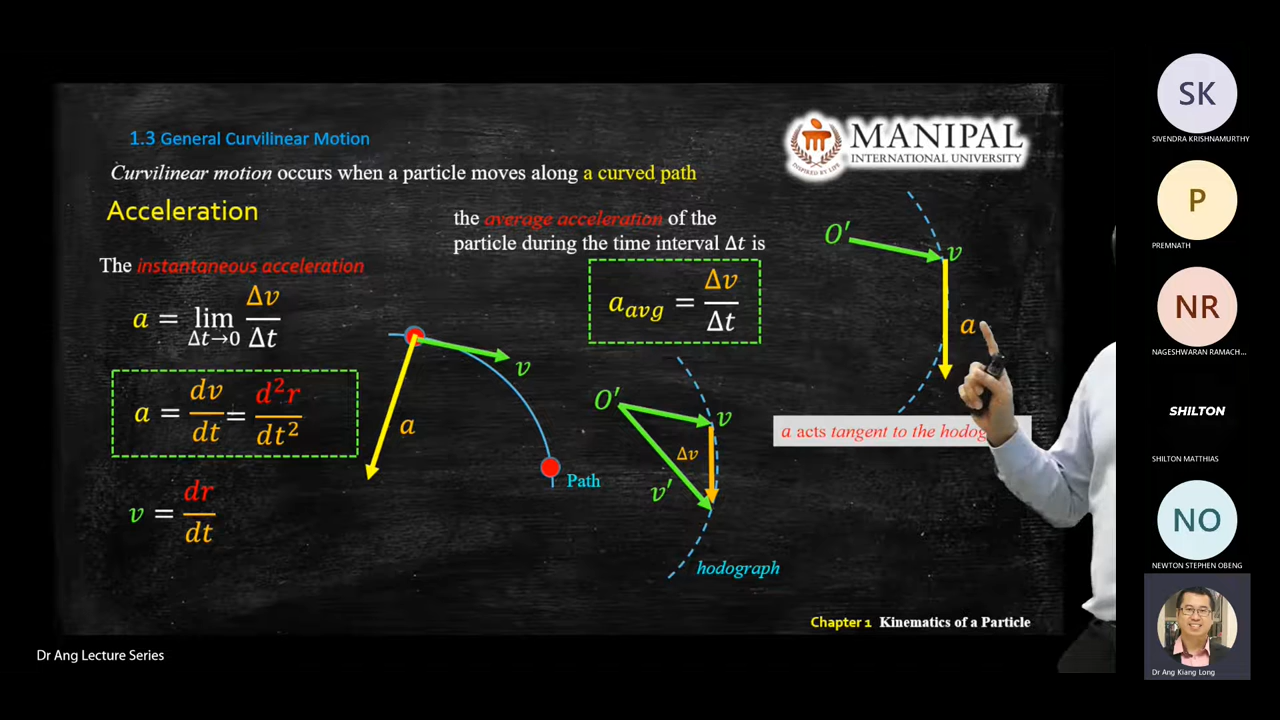 1.3 General Curvilinear Motion
Curvilinear motion occurs when a particle moves along a curved path
Acceleration
The instantaneous acceleration
a = lim Δt→0 Δv/Δt
a = dv/dt = d²r/dt²
v = dr/dt
the average acceleration of the
particle during the time interval Δt is
a_avg = Δv/Δt
v
a
Path
O′
v
Δv
v′
hodograph
MANIPAL
INTERNATIONAL UNIVERSITY
INSPIRED BY LIFE
O′
v
a
a acts tangent to the hodog
Chapter 1 Kinematics of a Particle
Dr Ang Lecture Series
SK
SIVENDRA KRISHNAMURTHY
P
PREMNATH
NR
NAGESHWARAN RAMACH...
SHILTON
SHILTON MATTHIAS
NO
NEWTON STEPHEN OBENG
Dr Ang Kiang Long